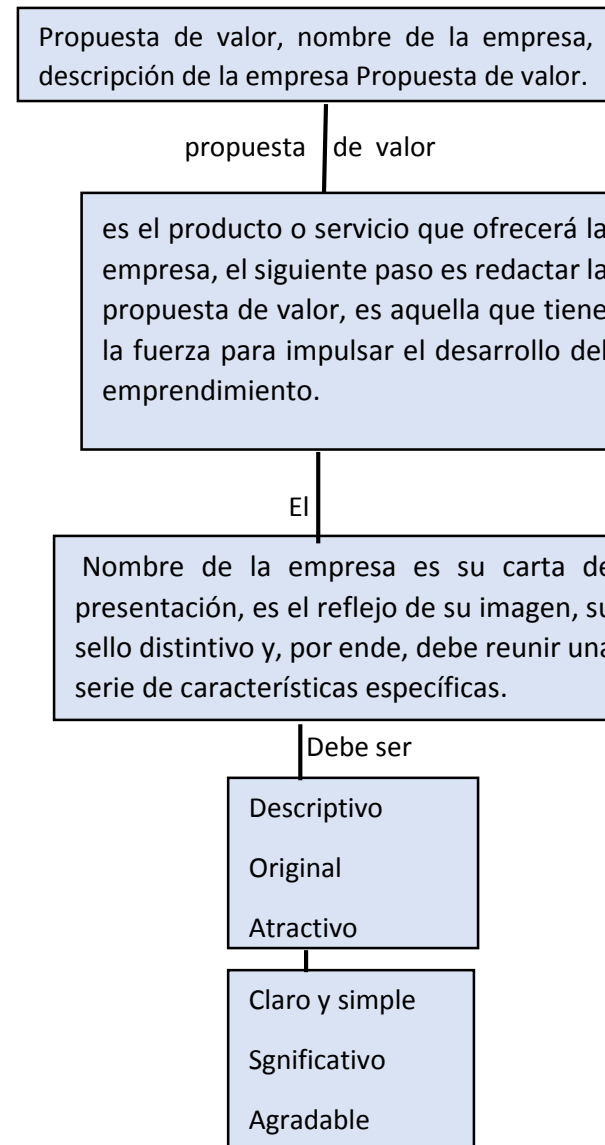 Propuesta de valor, nombre de la empresa,
descripción de la empresa Propuesta de valor.
propuesta de valor
es el producto o servicio que ofrecerá la
empresa, el siguiente paso es redactar la
propuesta de valor, es aquella que tiene
la fuerza para impulsar el desarrollo del
emprendimiento.
El
Nombre de la empresa es su carta de
presentación, es el reflejo de su imagen, su
sello distintivo y, por ende, debe reunir una
serie de características específicas.
Debe ser
Descriptivo
Original
Atractivo
Claro y simple
Sgnificativo
Agradable